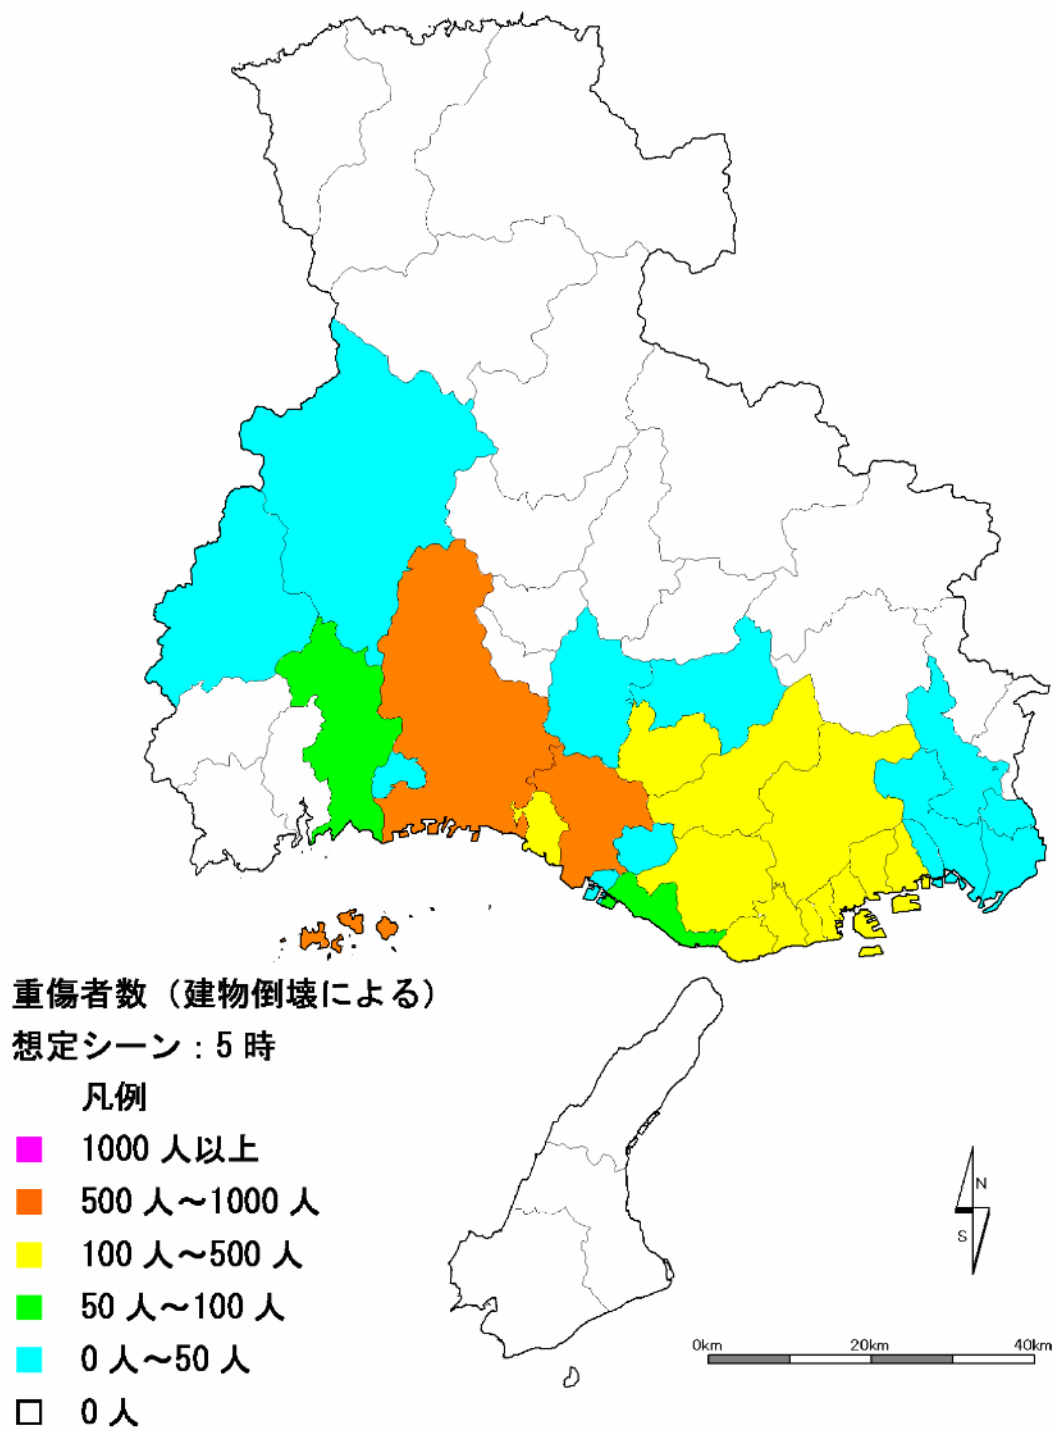 重傷者数（建物倒壊による）
想定シーン：5時
凡例
1000 人以上
500 人～1000 人
100 人～500 人
50 人～100 人
0 人～50 人
0 人
N
S
0km 20km 40km